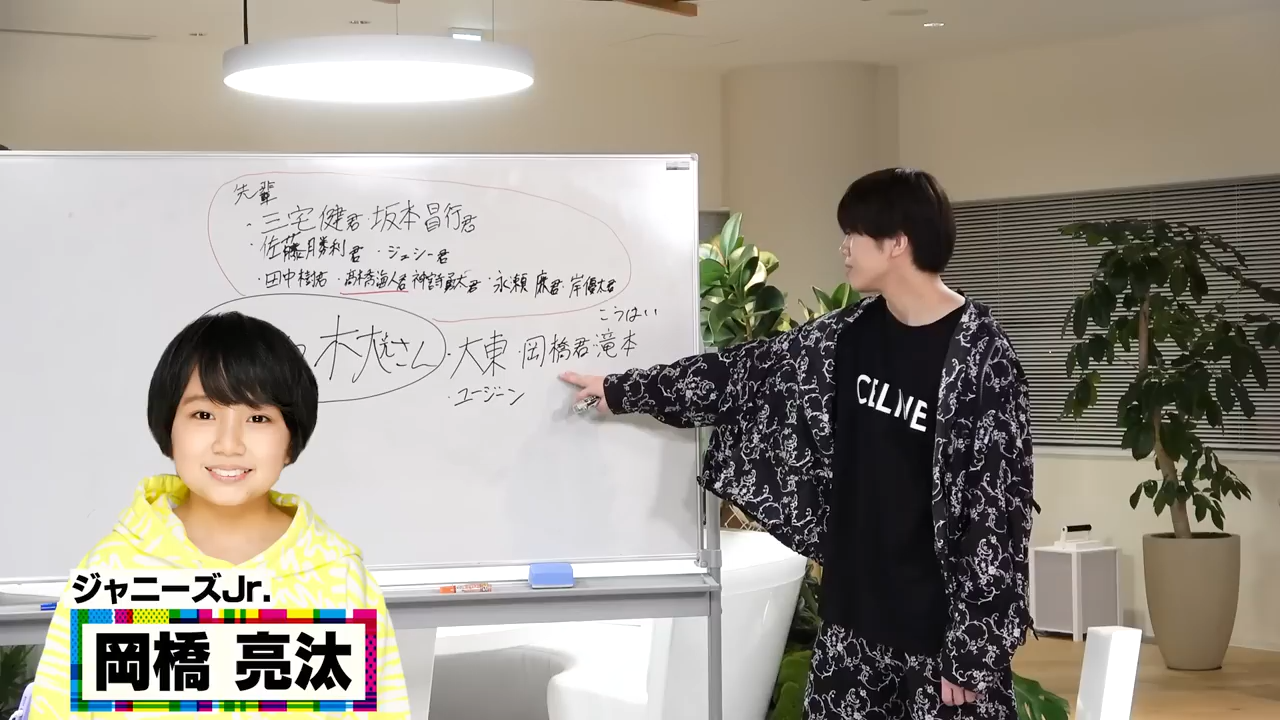 先輩
・三宅健君・坂本昌行君
・佐藤勝利君・ジェシー君
・田中樹君・髙橋海人君 神宮寺勇太君・永瀬廉君 岸優太君
こうはい
さん
・大東・岡橋君 滝本
・ユージーン
CELINE
ジャニーズJr.
岡橋 亮汰